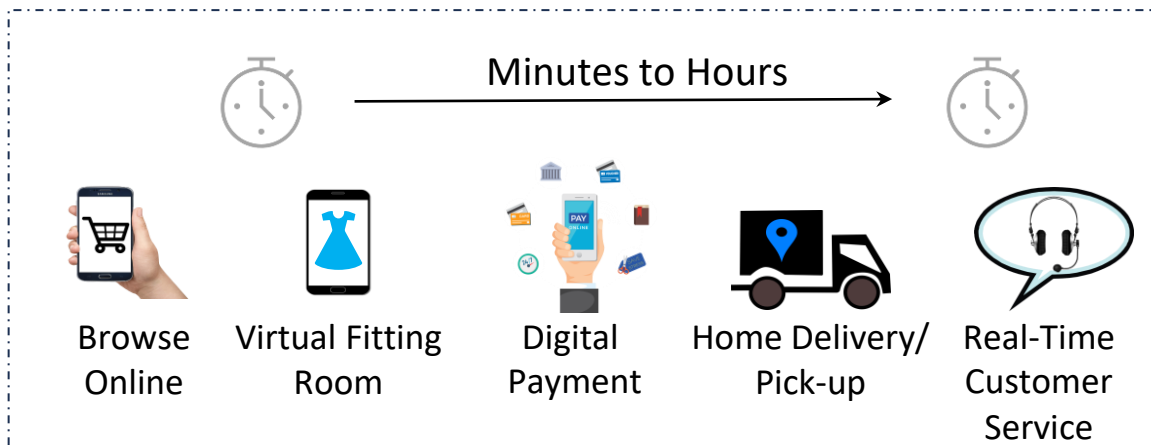 Minutes to Hours
PAY
ONLINE
Browse
Online
Virtual Fitting
Room
Digital
Payment
Home Delivery/
Pick-up
Real-Time
Customer
Service